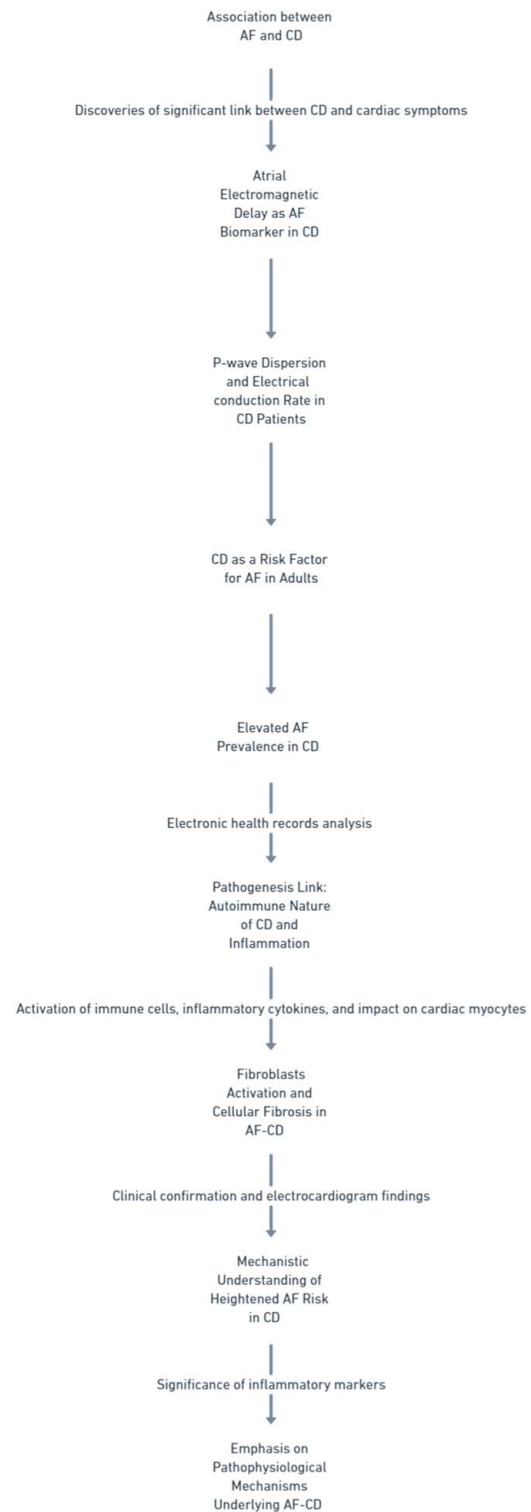 Association between
AF and CD
Discoveries of significant link between CD and cardiac symptoms
Atrial
Electromagnetic
Delay as AF
Biomarker in CD
P-wave Dispersion
and Electrical
conduction Rate in
CD Patients
CD as a Risk Factor
for AF in Adults
Elevated AF
Prevalence in CD
Electronic health records analysis
Pathogenesis Link:
Autoimmune Nature
of CD and
Inflammation
Activation of immune cells, inflammatory cytokines, and impact on cardiac myocytes
Fibroblasts
Activation and
Cellular Fibrosis in
AF-CD
Clinical confirmation and electrocardiogram findings
Mechanistic
Understanding of
Heightened AF Risk
in CD
Significance of inflammatory markers
Emphasis on
Pathophysiological
Mechanisms
Underlying AF-CD